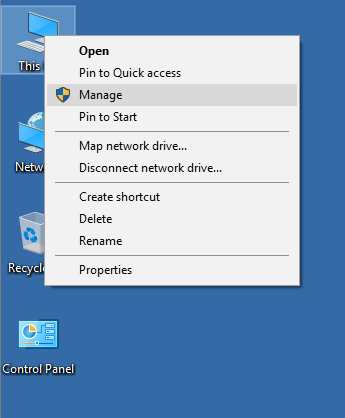 This
Open
Pin to Quick access
Manage
Pin to Start
Map network drive...
Netw
Disconnect network drive...
Create shortcut
Delete
Rename
Recycle
Properties
Control Panel